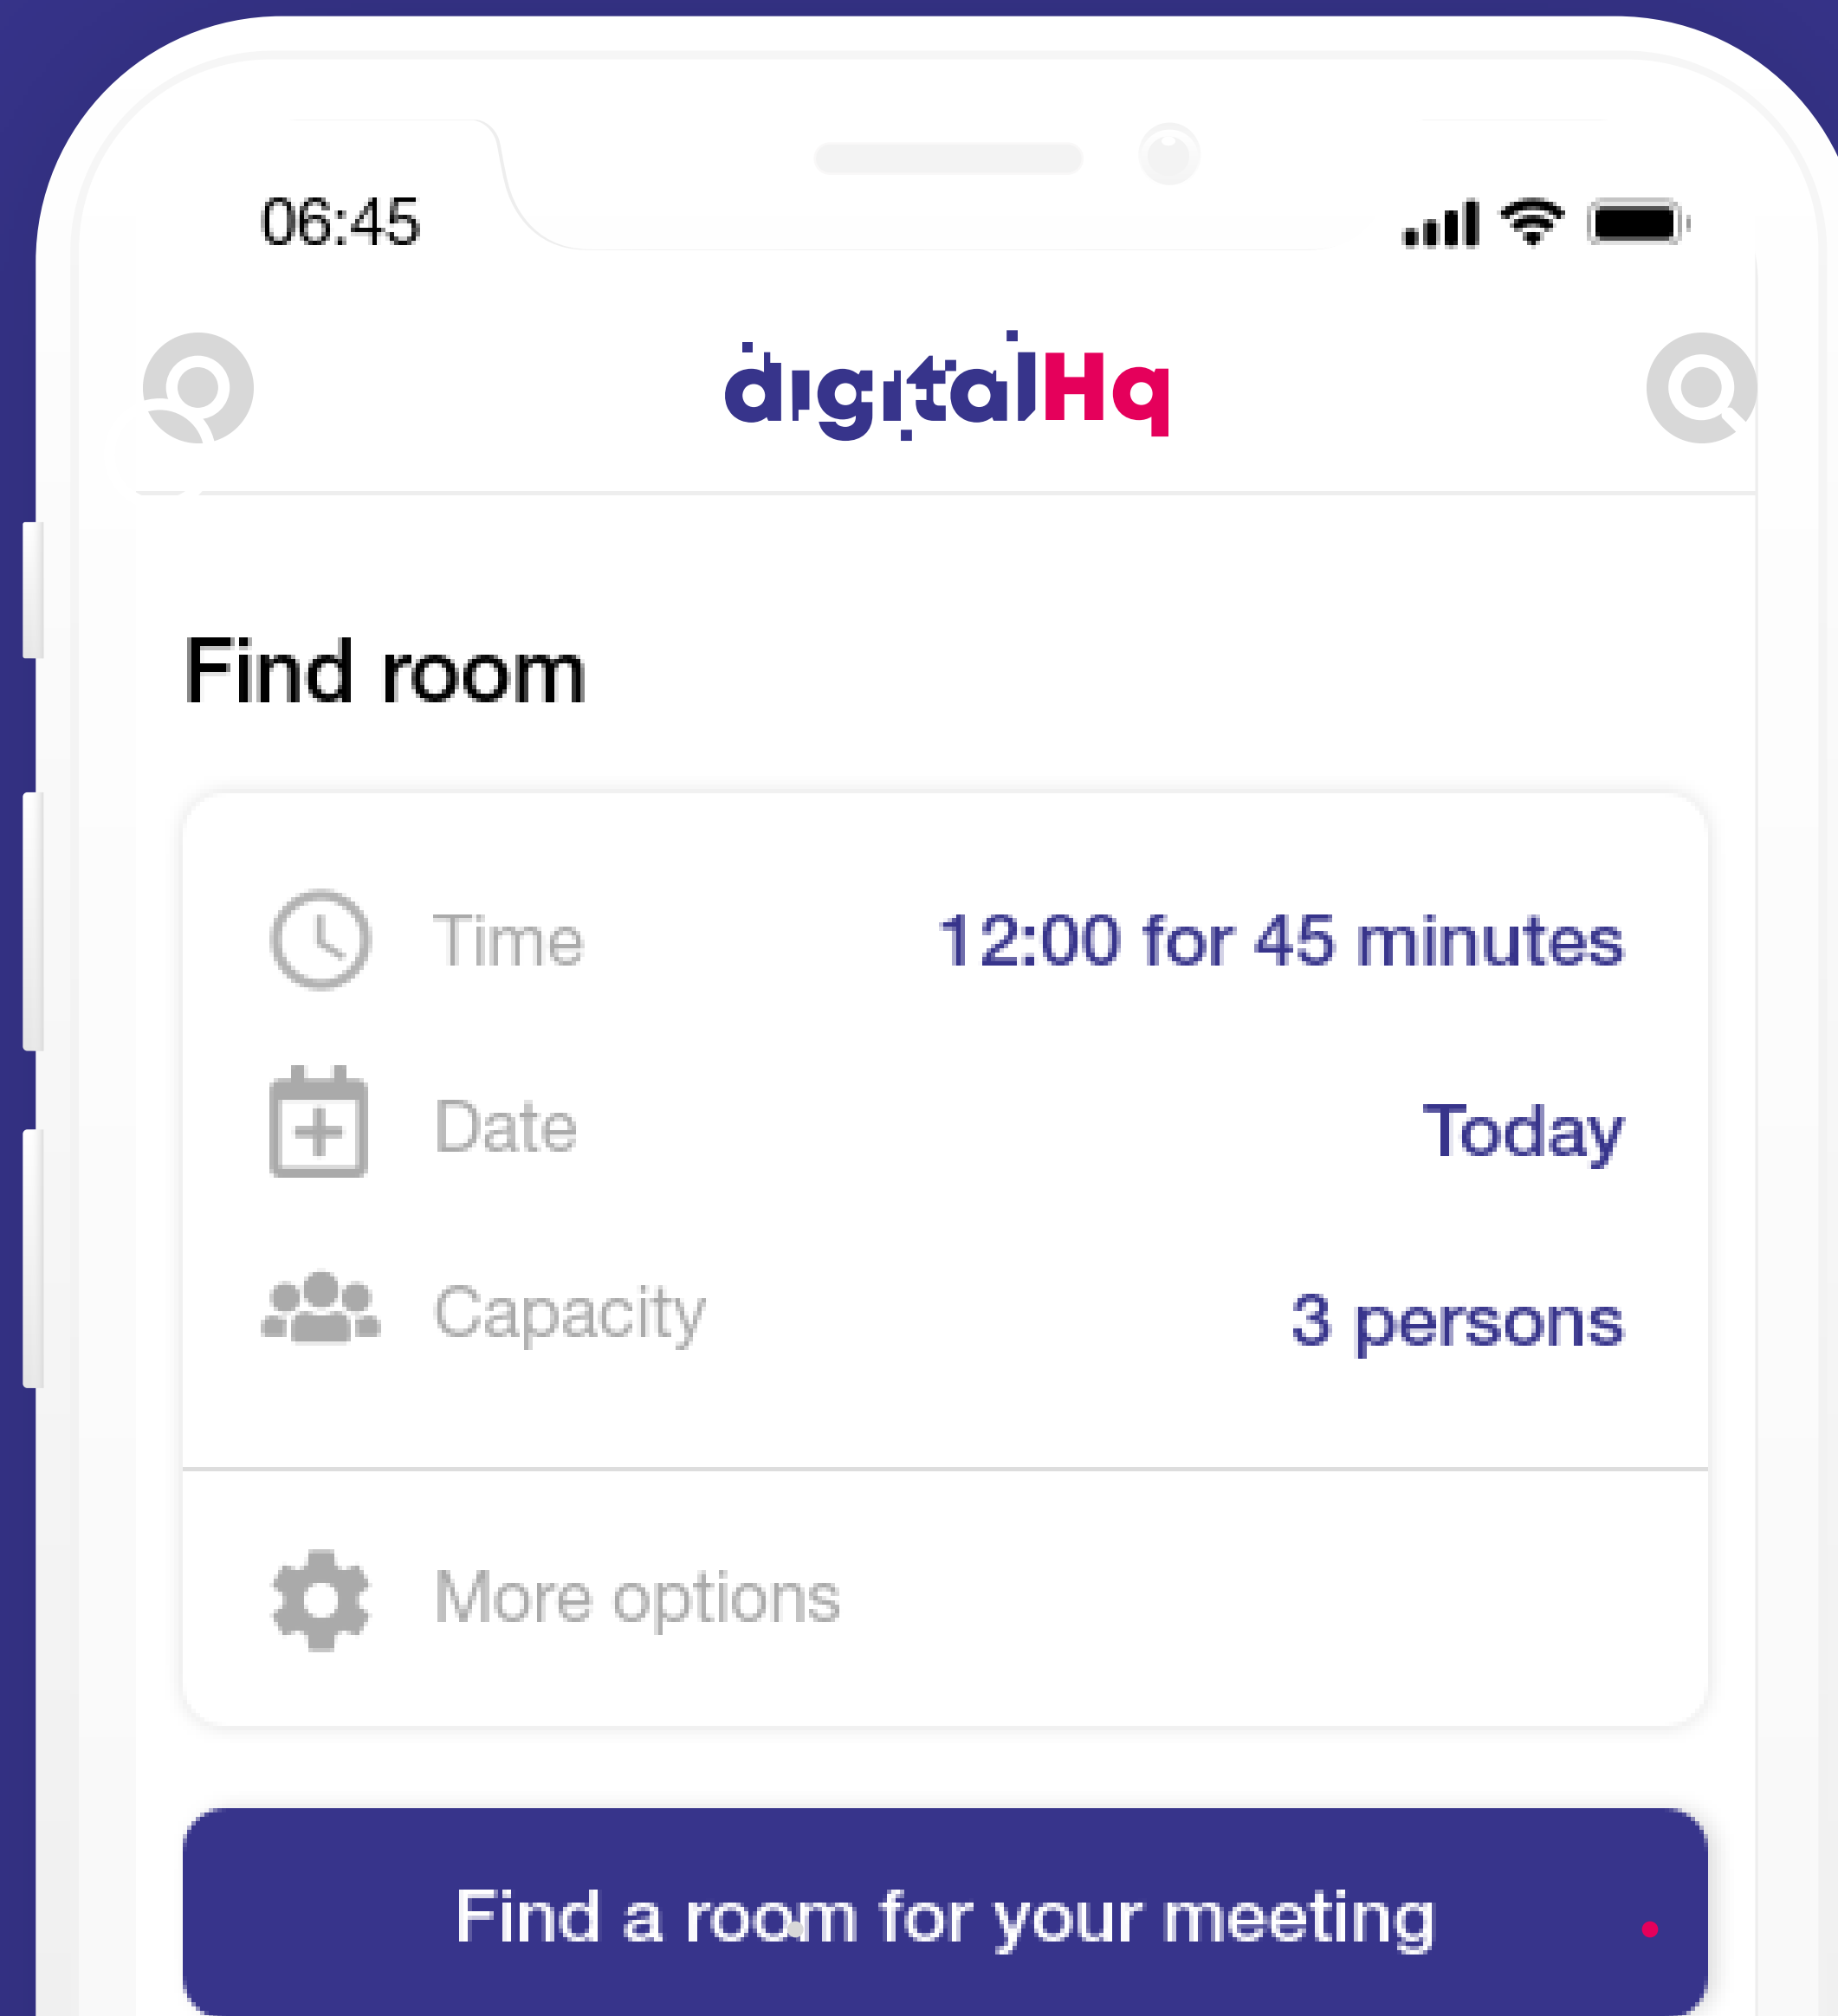 06:45
digitalHq
Find room
Time 12:00 for 45 minutes
Date Today
Capacity 3 persons
More options
Find a room for your meeting